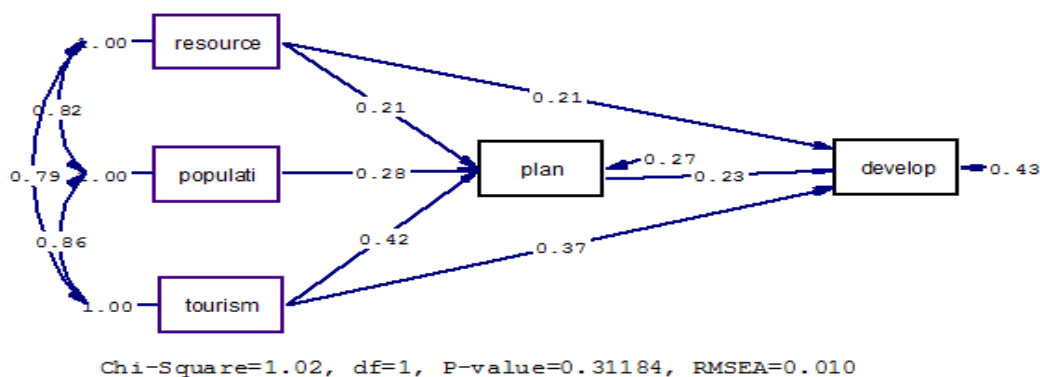 1.00
resource
0.82
0.21
0.21
0.79
1.00
populati
0.28
plan
0.27
0.23
develop
0.43
0.86
0.42
0.37
1.00
tourism
Chi-Square=1.02, df=1, P-value=0.31184, RMSEA=0.010